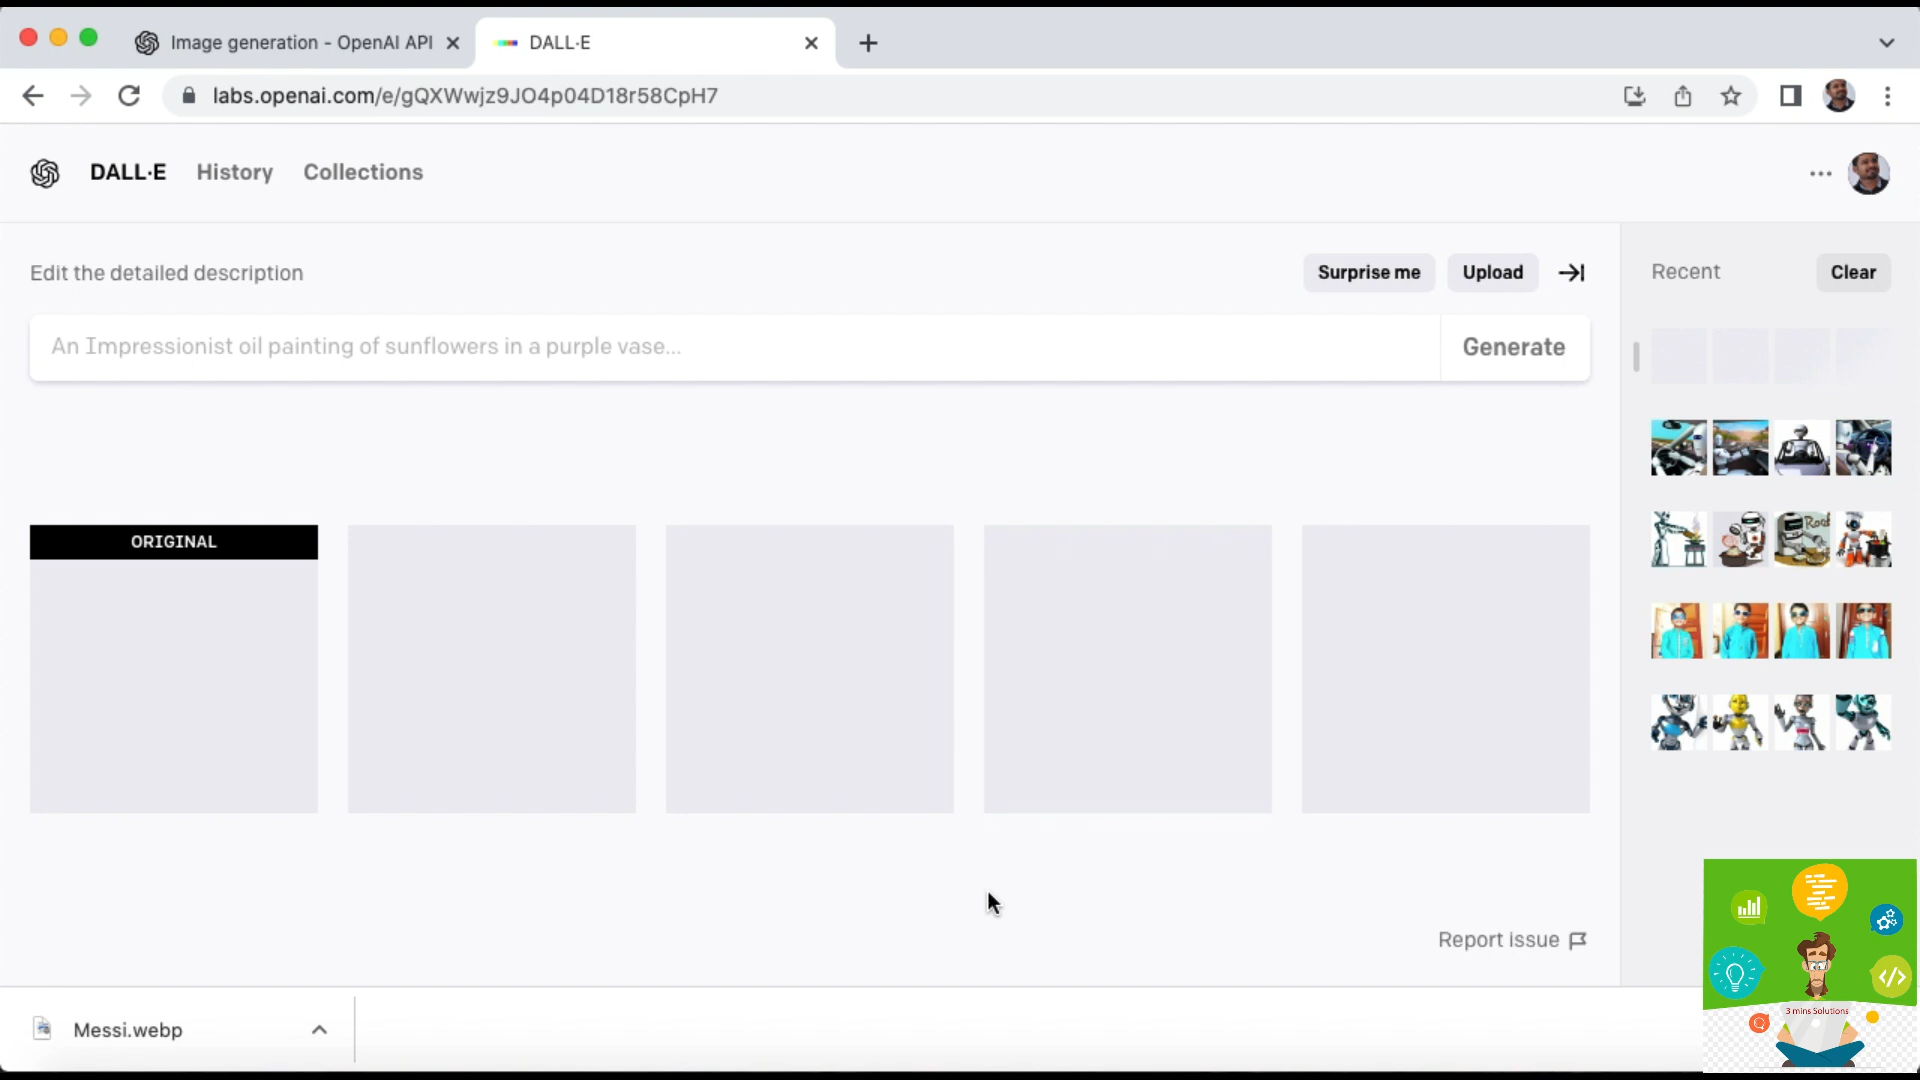 Image generation - OpenAI API
DALL·E
labs.openai.com/e/gQXWwjz9JO4p04D18r58CpH7
DALL·E History Collections
Edit the detailed description
Surprise me
Upload
Recent
Clear
An Impressionist oil painting of sunflowers in a purple vase...
Generate
ORIGINAL
Report issue
Messi.webp
3 mins Solutions